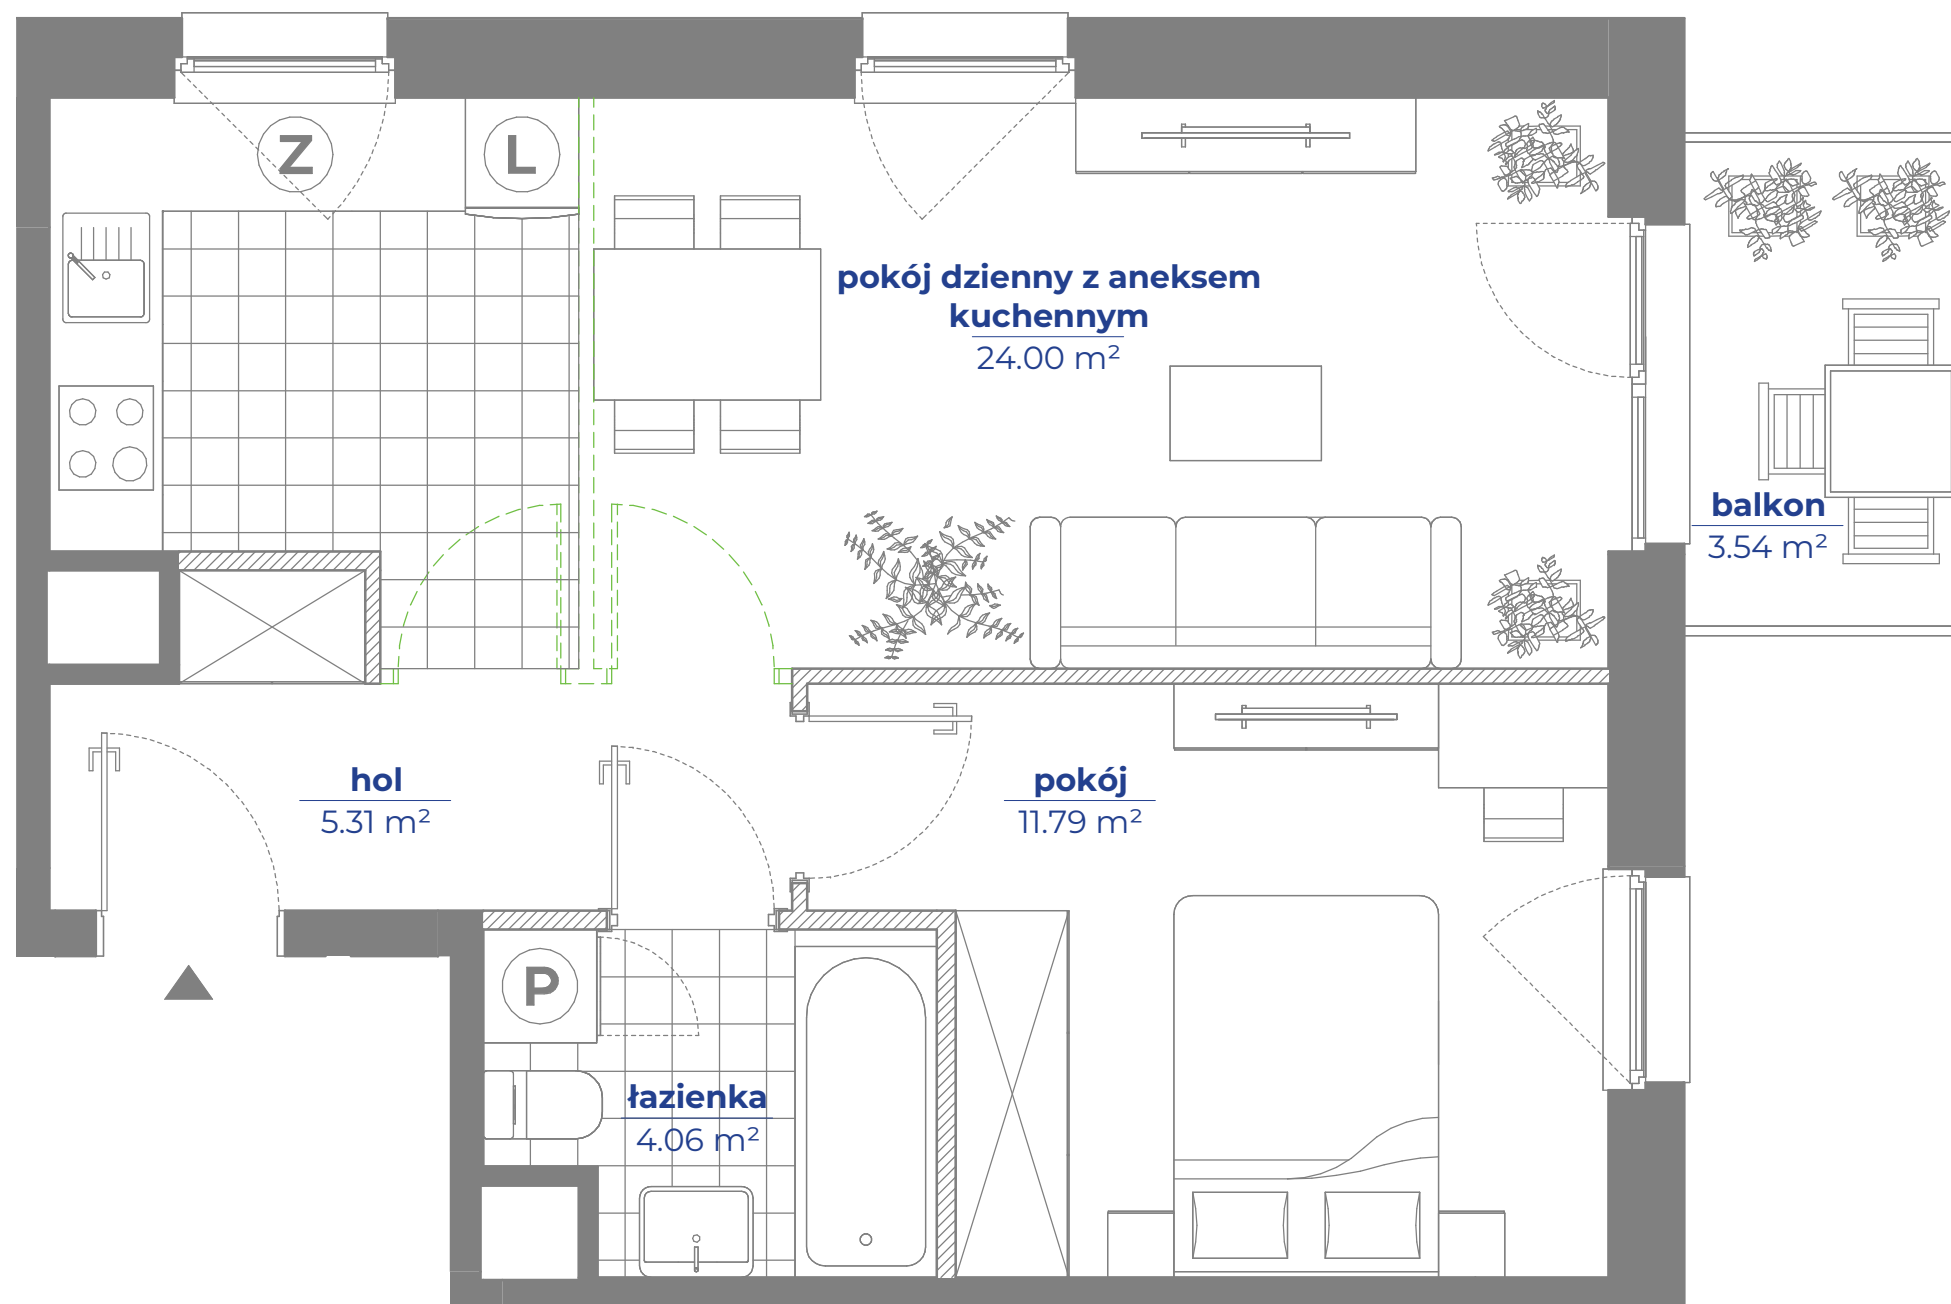 Z
L
pokój dzienny z aneksem
kuchennym
24.00 m²
balkon
3.54 m²
hol
5.31 m²
pokój
11.79 m²
P
łazienka
4.06 m²